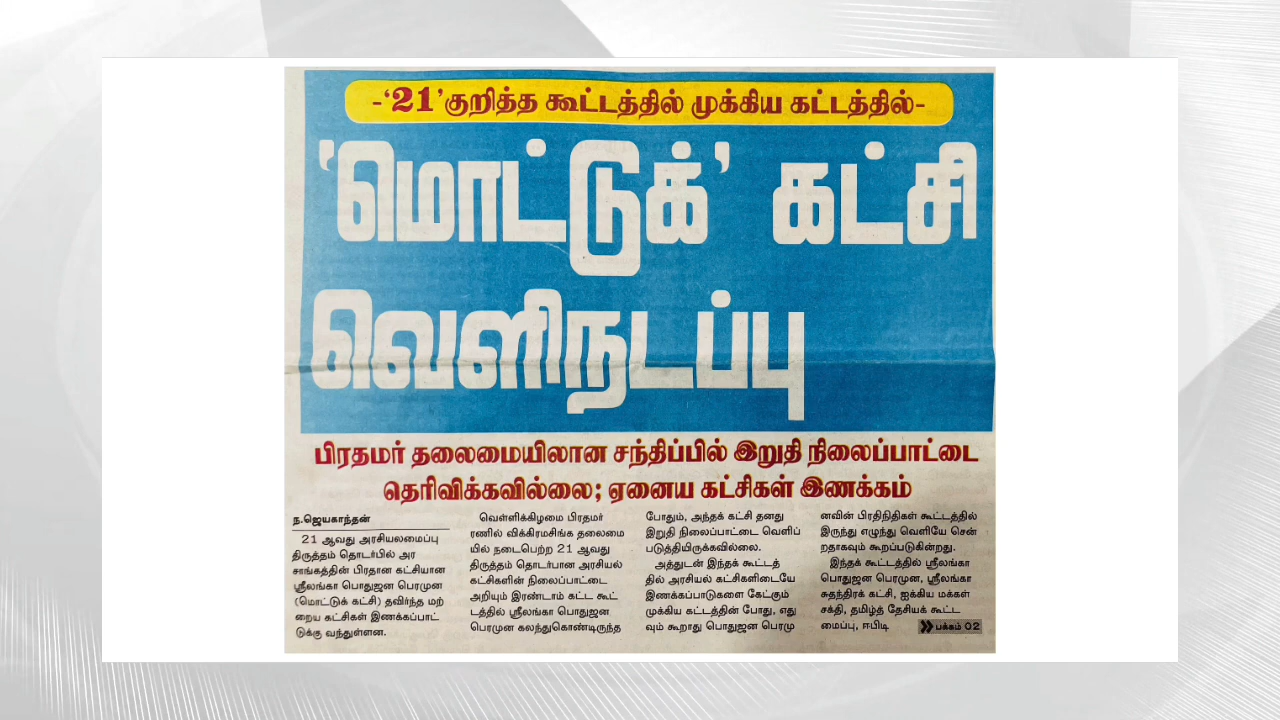 -‘21’குறித்த கூட்டத்தில் முக்கிய கட்டத்தில்-
‘மொட்டுக்’ கட்சி
வெளிநடப்பு
பிரதமர் தலைமையிலான சந்திப்பில் இறுதி நிலைப்பாட்டை
தெரிவிக்கவில்லை; ஏனைய கட்சிகள் இணக்கம்
ந.ஜெயகாந்தன்
21 ஆவது அரசியலமைப்பு
திருத்தம் தொடர்பில் அர
சாங்கத்தின் பிரதான கட்சியான
ஸ்ரீலங்கா பொதுஜன பெரமுன
(மொட்டுக் கட்சி) தவிர்ந்த மற்
றைய கட்சிகள் இணக்கப்பாட்
டுக்கு வந்துள்ளன.
வெள்ளிக்கிழமை பிரதமர்
ரணில் விக்கிரமசிங்க தலைமை
யில் நடைபெற்ற 21 ஆவது
திருத்தம் தொடர்பான அரசியல்
கட்சிகளின் நிலைப்பாட்டை
அறியும் இரண்டாம் கட்ட கூட்
டத்தில் ஸ்ரீலங்கா பொதுஜன
பெரமுன கலந்துகொண்டிருந்த
போதும், அந்தக் கட்சி தனது
இறுதி நிலைப்பாட்டை வெளிப்
படுத்தியிருக்கவில்லை.
அத்துடன் இந்தக் கூட்டத்
தில் அரசியல் கட்சிகளிடையே
இணக்கப்பாடுகளை கேட்கும்
முக்கிய கட்டத்தின் போது, எது
வும் கூறாது பொதுஜன பெரமு
னவின் பிரதிநிதிகள் கூட்டத்தில்
இருந்து எழுந்து வெளியே சென்
றதாகவும் கூறப்படுகின்றது.
இந்தக் கூட்டத்தில் ஸ்ரீலங்கா
பொதுஜன பெரமுன, ஸ்ரீலங்கா
சுதந்திரக் கட்சி, ஐக்கிய மக்கள்
சக்தி, தமிழ்த் தேசியக் கூட்ட
மைப்பு, ஈபிடி
பக்கம் 02